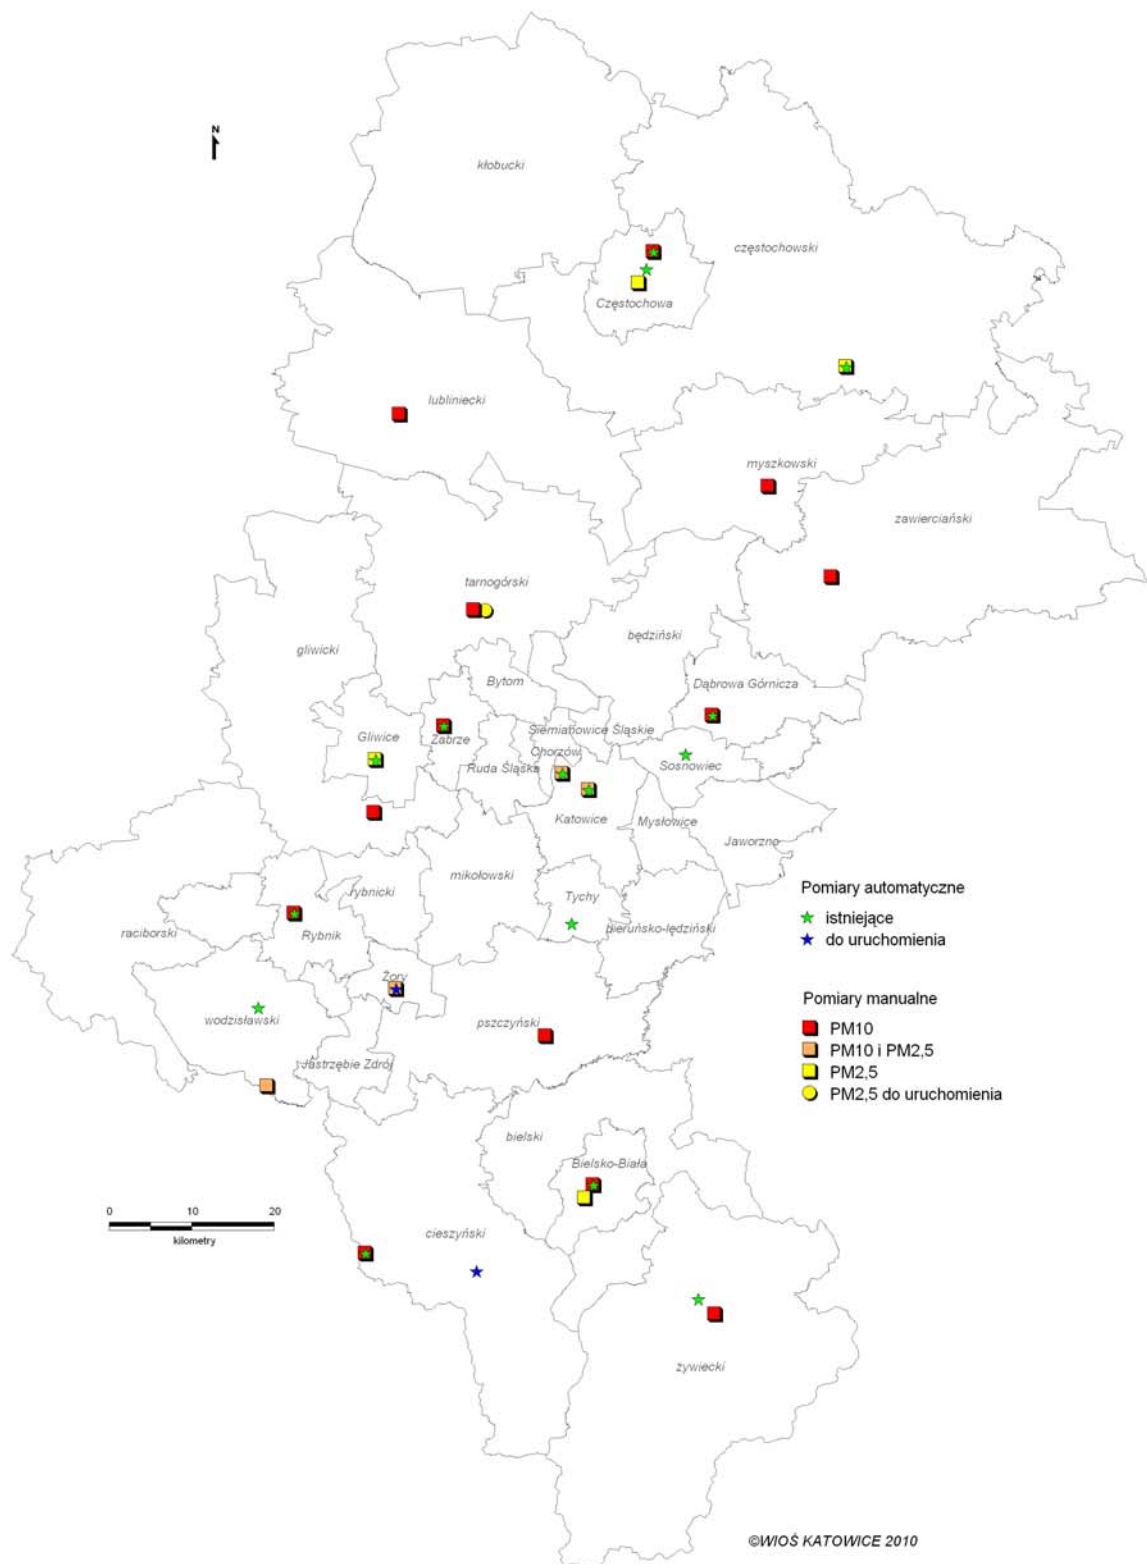 N
kłobucki
częstochowski
Częstochowa
lubliniecki
myszkowski
zawierciański
tarnogórski
będziński
gliwicki
Bytom
Dąbrowa Górnicza
Gliwice
Zabrze
Siemianowice Śląskie
Chorzów
Ruda Śląska
Sosnowiec
Katowice
Mysłowice
Jaworzno
mikołowski
rybnicki
Tychy
bieruńsko-lędziński
raciborski
Rybnik
Żory
wodzisławski
pszczyński
Jastrzębie Zdrój
Pomiary automatyczne
istniejące
do uruchomienia
Pomiary manualne
PM10
PM10 i PM2,5
PM2,5
PM2,5 do uruchomienia
bielski
Bielsko-Biała
0 10 20
kilometry
cieszyński
żywiecki
©WIOŚ KATOWICE 2010